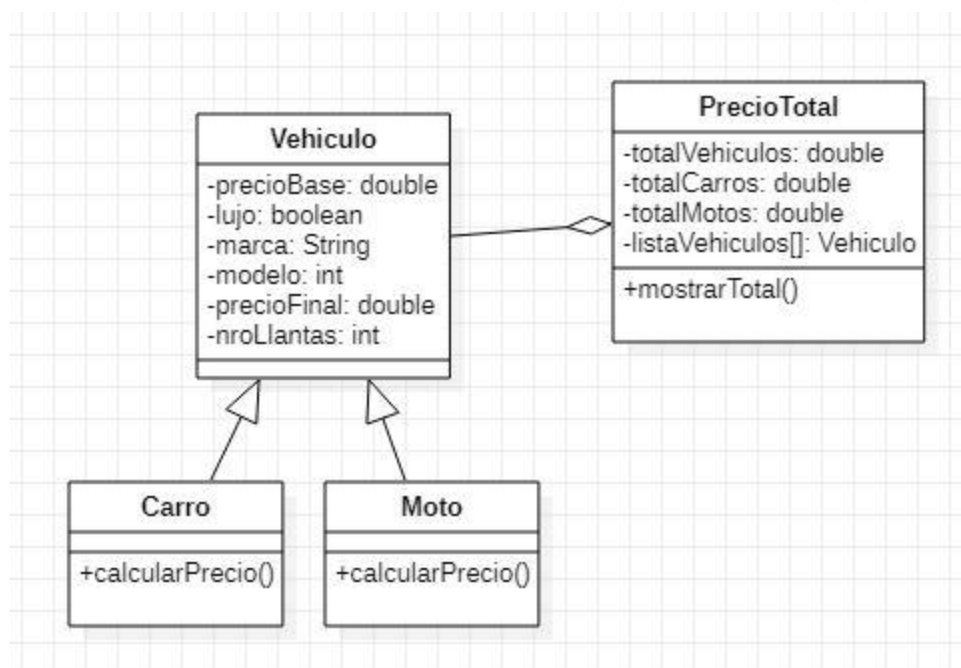 Vehiculo
-precioBase: double
-lujo: boolean
-marca: String
-modelo: int
-precioFinal: double
-nroLlantas: int
PrecioTotal
-totalVehiculos: double
-totalCarros: double
-totalMotos: double
-listaVehiculos[]: Vehiculo
+mostrarTotal()
Carro
+calcularPrecio()
Moto
+calcularPrecio()